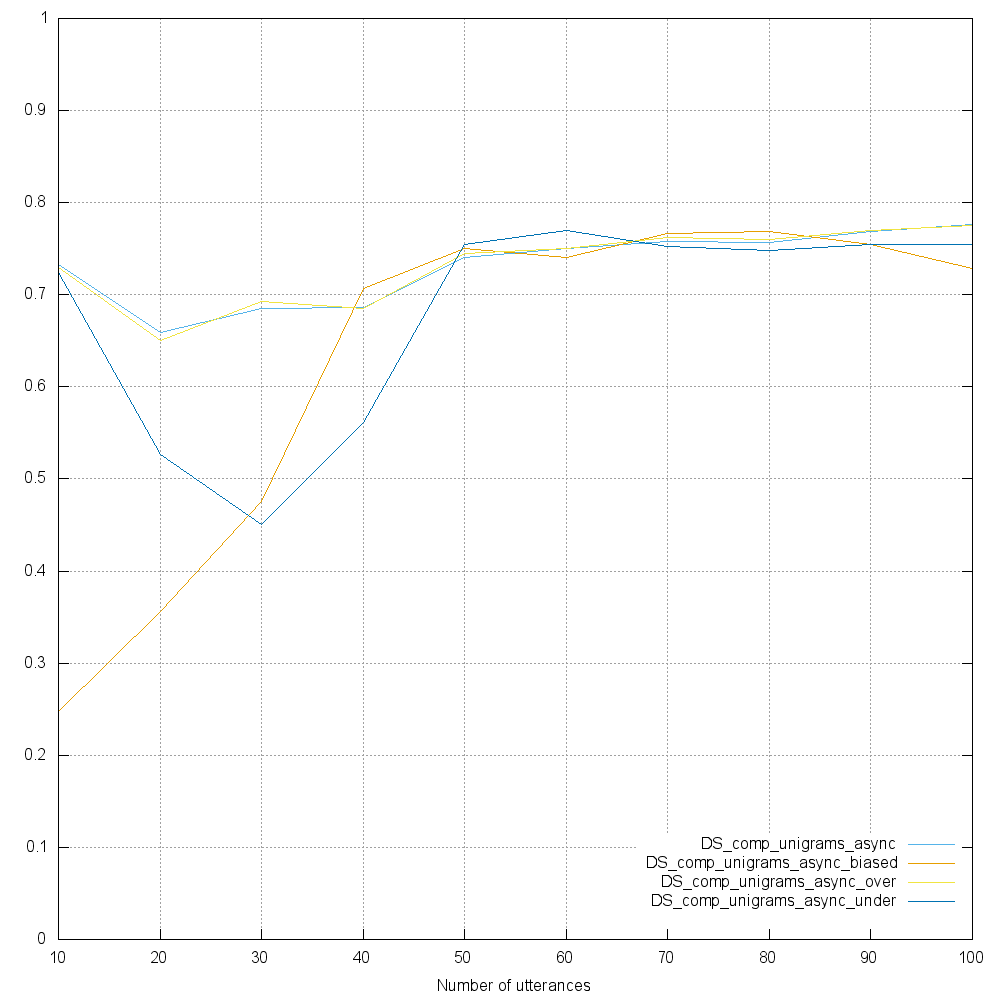 1
0.9
0.8
0.7
0.6
0.5
0.4
0.3
0.2
0.1
0
DS_comp_unigrams_async
DS_comp_unigrams_async_biased
DS_comp_unigrams_async_over
DS_comp_unigrams_async_under
10 20 30 40 50 60 70 80 90 100
Number of utterances